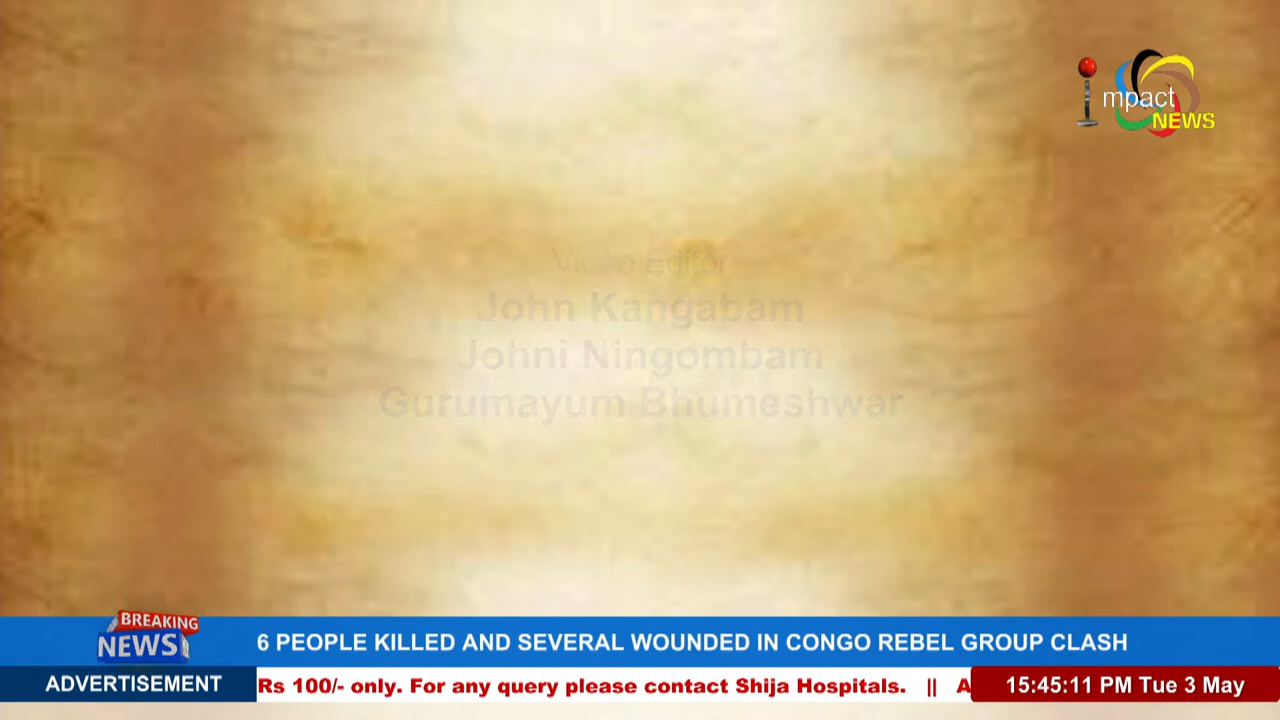 impact
NEWS
Video Editor
John Kangabam
Johni Ningombam
Gurumayum Bhumeshwar
BREAKING
NEWS
6 PEOPLE KILLED AND SEVERAL WOUNDED IN CONGO REBEL GROUP CLASH
ADVERTISEMENT
Rs 100/- only. For any query please contact Shija Hospitals. || A
15:45:11 PM Tue 3 May